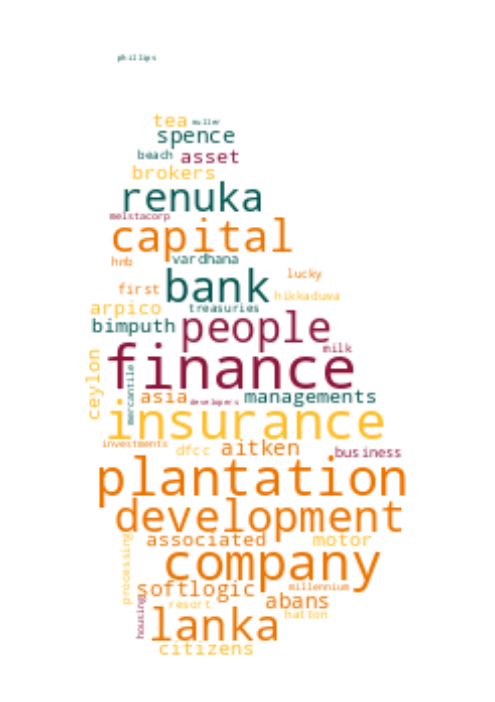 phillips
tea muller
spence
beach asset
brokers
renuka
melstacorp
capital
hnb vardhana
lucky
bank
first hikkaduwa
arpico treasuries
bimputh people
milk
finance
ceylon
mercantile
asia developers managements
insurance
investments dfcc aitken business
plantation
development
associated motor
processing
company
softlogic millennium
resort abans
housing
hatton
lanka
citizens